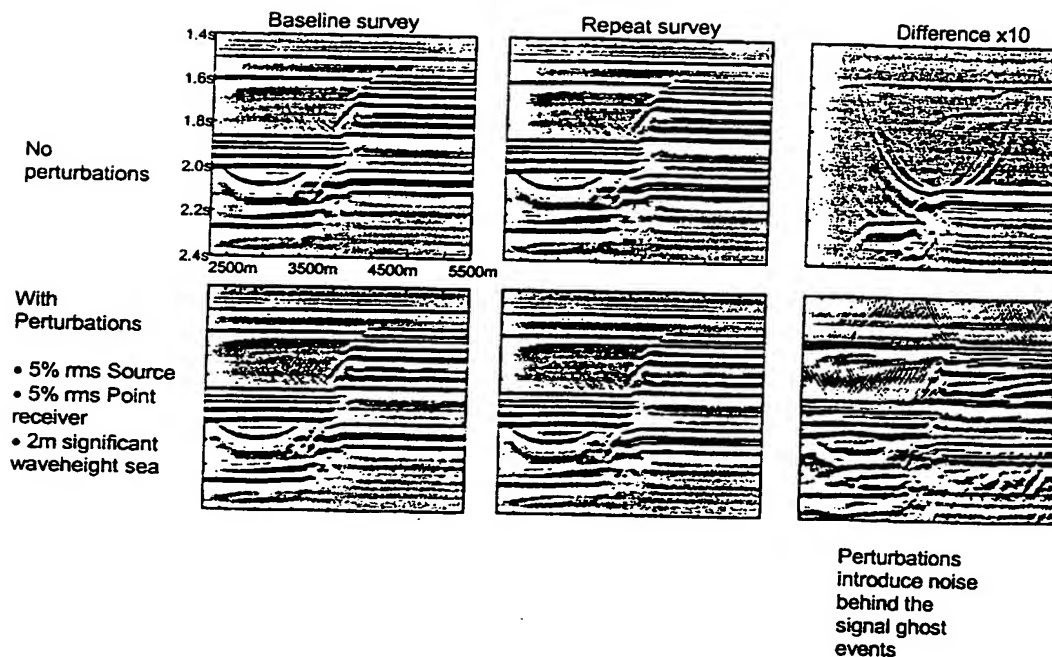 Baseline survey
Repeat survey
Difference x10
1.4s
1.6s
1.8s
2.0s
2.2s
2.4s
No
perturbations
2500m 3500m 4500m 5500m
With
Perturbations
• 5% rms Source
• 5% rms Point
receiver
• 2m significant
waveheight sea
Perturbations
introduce noise
behind the
signal ghost
events